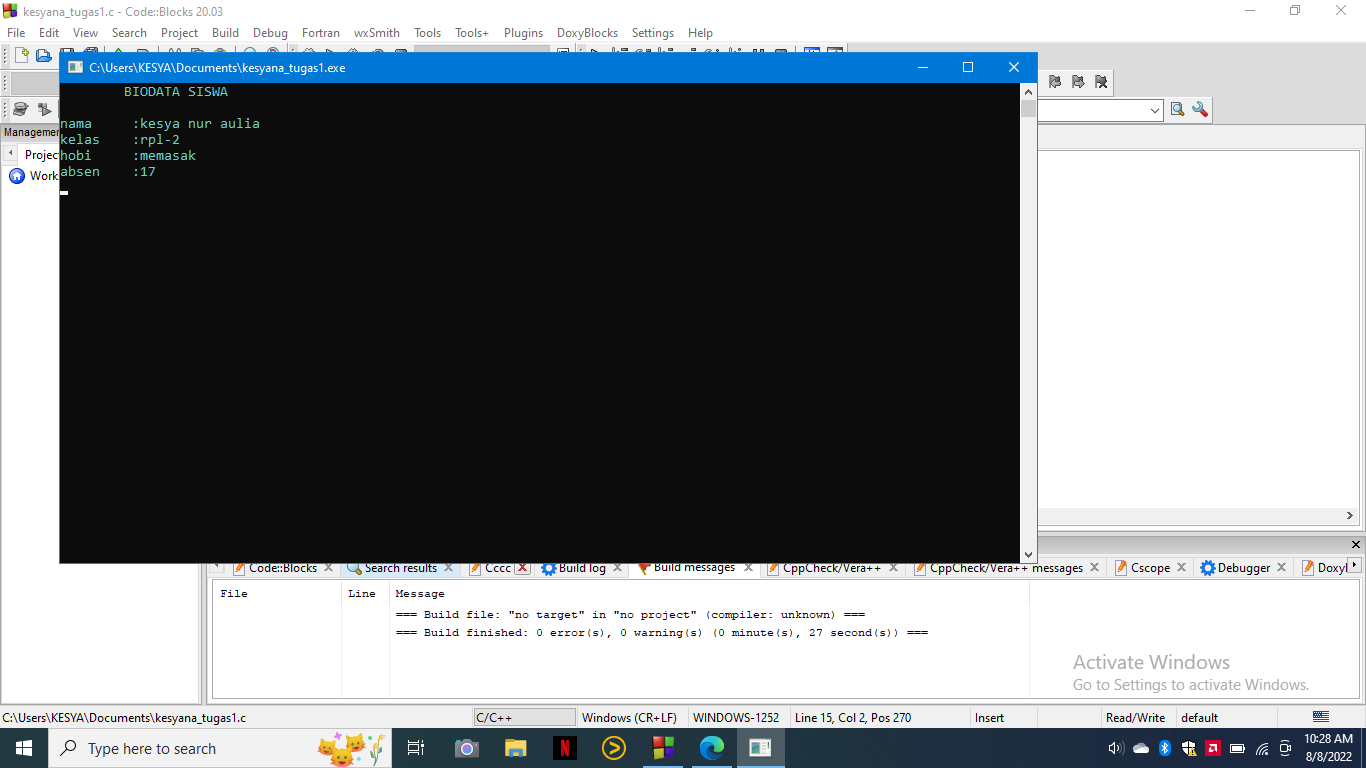 kesyana_tugas1.c - Code::Blocks 20.03
File Edit View Search Project Build Debug Fortran wxSmith Tools Tools+ Plugins DoxyBlocks Settings Help
C:\Users\KESYA\Documents\kesyana_tugas1.exe
BIODATA SISWA
nama :kesya nur aulia
kelas :rpl-2
hobi :memasak
absen :17
Code::Blocks Search results Cccc Build log Build messages CppCheck/Vera++ CppCheck/Vera++ messages Cscope Debugger
File Line Message
=== Build file: "no target" in "no project" (compiler: unknown) ===
=== Build finished: 0 error(s), 0 warning(s) (0 minute(s), 27 second(s)) ===
Activate Windows
Go to Settings to activate Windows.
C:\Users\KESYA\Documents\kesyana_tugas1.c C/C++ Windows (CR+LF) WINDOWS-1252 Line 15, Col 2, Pos 270 Insert Read/Write default
Type here to search
10:28 AM
8/8/2022